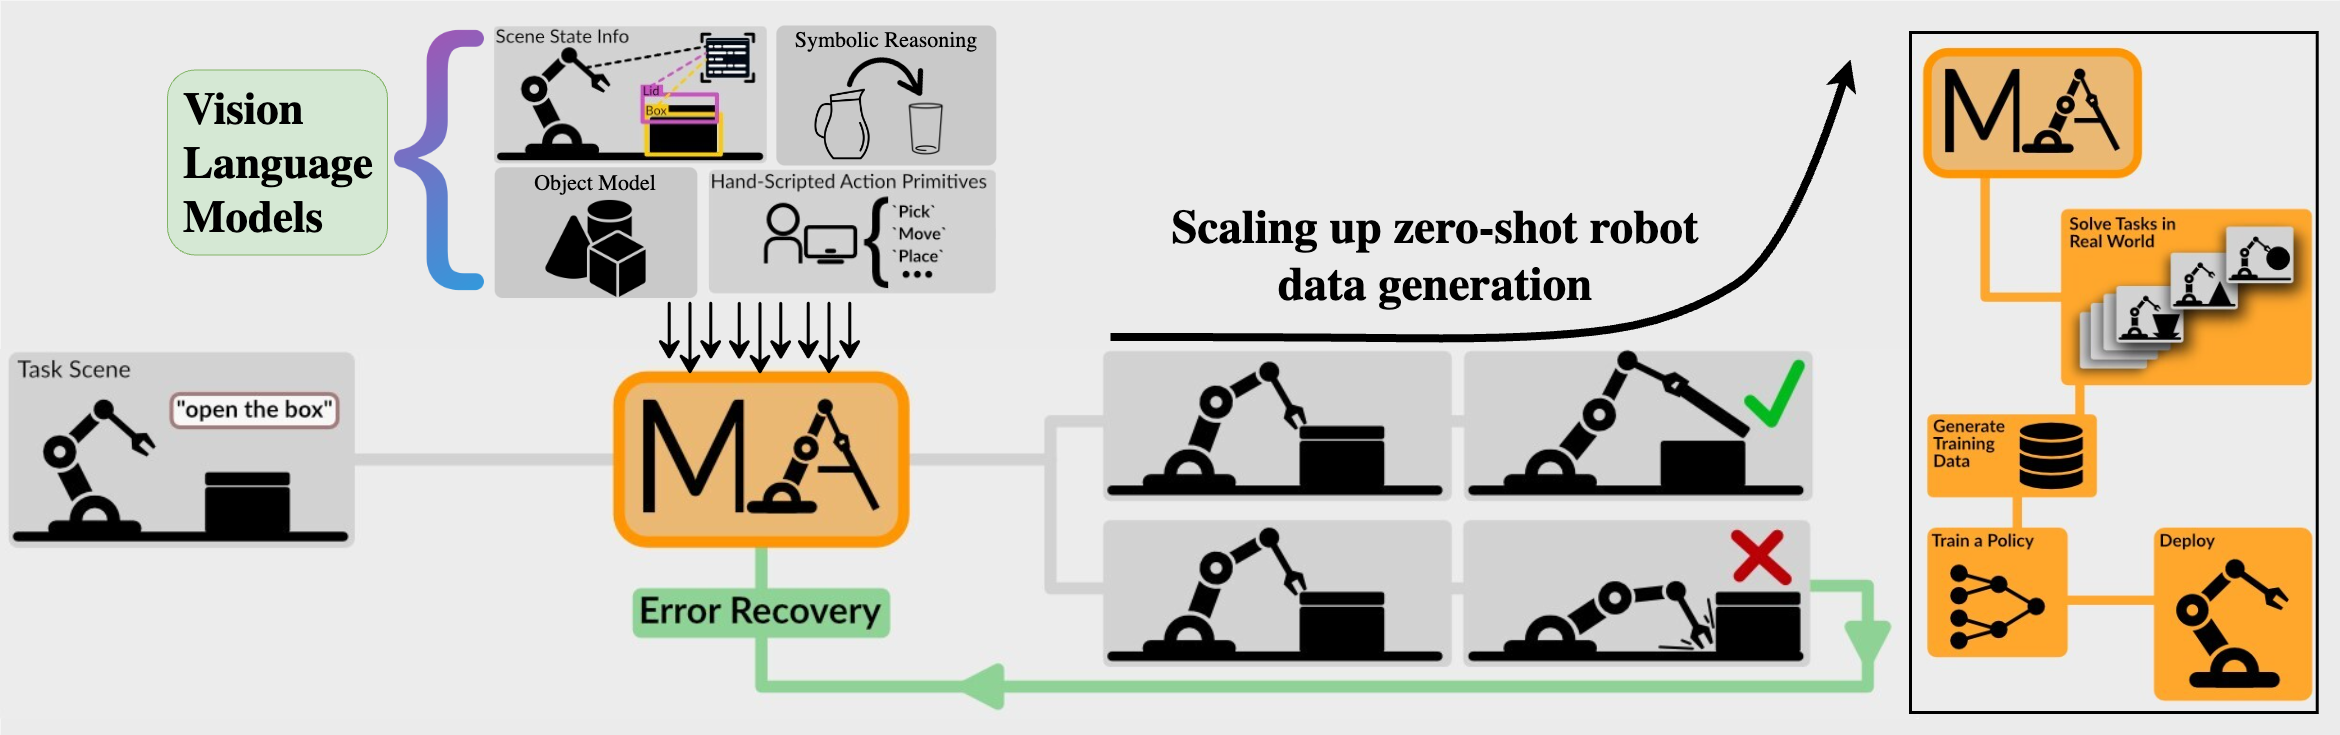 Vision
Language
Models
Scene State Info
Lid
Box
Symbolic Reasoning
Object Model
Hand-Scripted Action Primitives
`Pick`
`Move`
`Place`
•••
Scaling up zero-shot robot
data generation
Task Scene
"open the box"
MA
Error Recovery
MA
Solve Tasks in
Real World
Generate
Training
Data
Train a Policy
Deploy